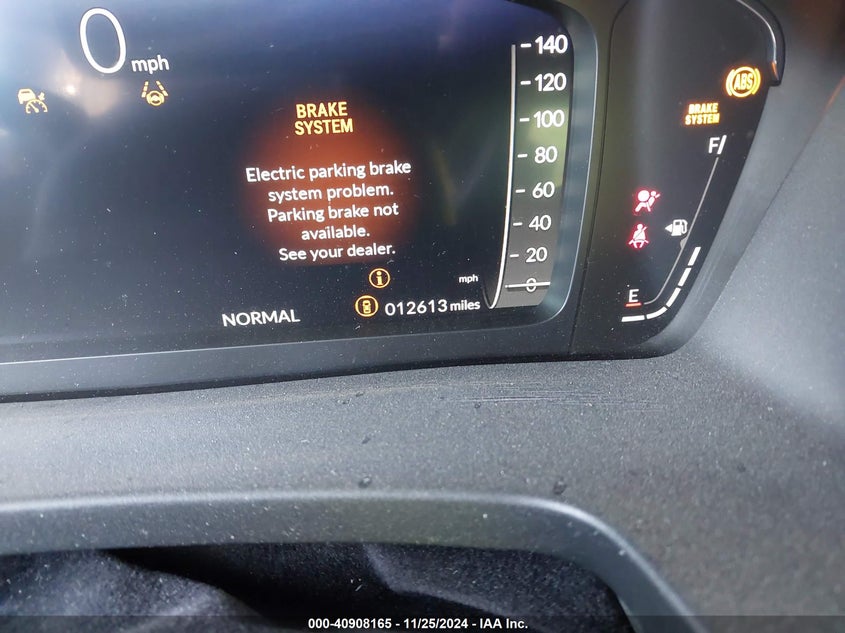 0 mph
BRAKE
SYSTEM
Electric parking brake
system problem.
Parking brake not
available.
See your dealer.
NORMAL
012613 miles
140
120
100
80
60
40
20
mph
0
ABS
BRAKE
SYSTEM
F
E
000-40908165 - 11/25/2024 - IAA Inc.